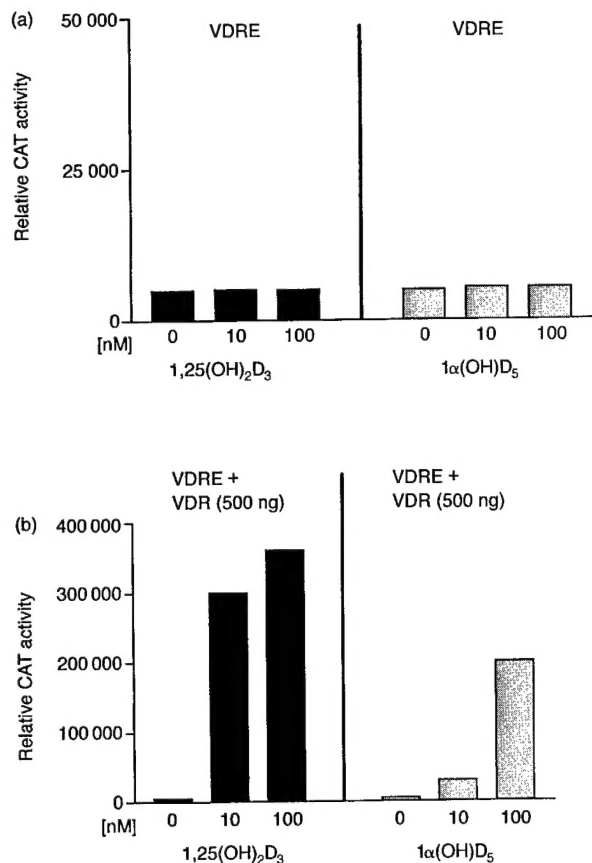 (a)
50 000
VDRE
VDRE
Relative CAT activity
25 000
0
[nM]
0
10
100
0
10
100
1,25(OH)₂D₃
1α(OH)D₅
(b)
VDRE +
VDR (500 ng)
VDRE +
VDR (500 ng)
400 000
300 000
200 000
100 000
0
Relative CAT activity
[nM]
0
10
100
0
10
100
1,25(OH)₂D₃
1α(OH)D₅